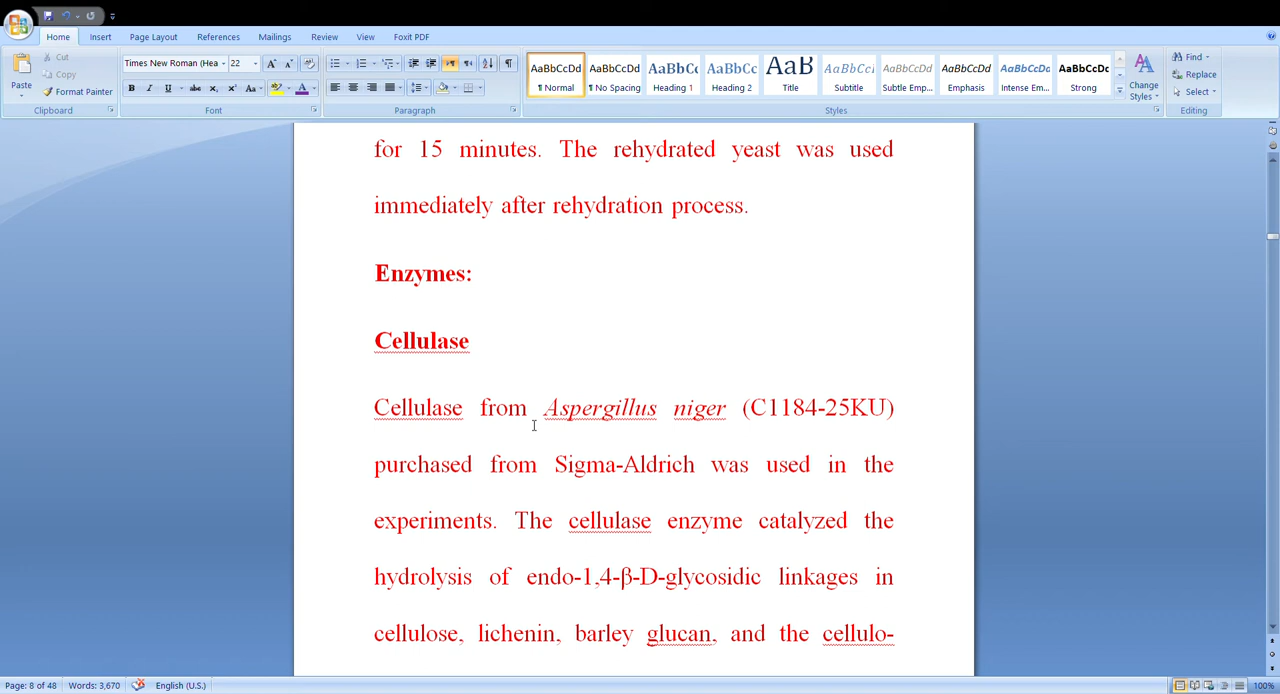 Home Insert Page Layout References Mailings Review View Foxit PDF
Paste
Cut
Copy
Format Painter
Clipboard
Times New Roman (Hea 22
Font
Paragraph
AaBbCcDd AaBbCcDd AaBbCc AaBbCc AaB AaBbCcI AaBbCcDd AaBbCcDd AaBbCcDd AaBbCcDd
¶ Normal ¶ No Spacing Heading 1 Heading 2 Title Subtitle Subtle Emp... Emphasis Intense Em... Strong
Styles
Change
Styles
Find
Replace
Select
Editing
for 15 minutes. The rehydrated yeast was used
immediately after rehydration process.
Enzymes:
Cellulase
Cellulase from Aspergillus niger (C1184-25KU)
purchased from Sigma-Aldrich was used in the
experiments. The cellulase enzyme catalyzed the
hydrolysis of endo-1,4-β-D-glycosidic linkages in
cellulose, lichenin, barley glucan, and the cellulo-
Page: 8 of 48 Words: 3,670 English (U.S.) 100%